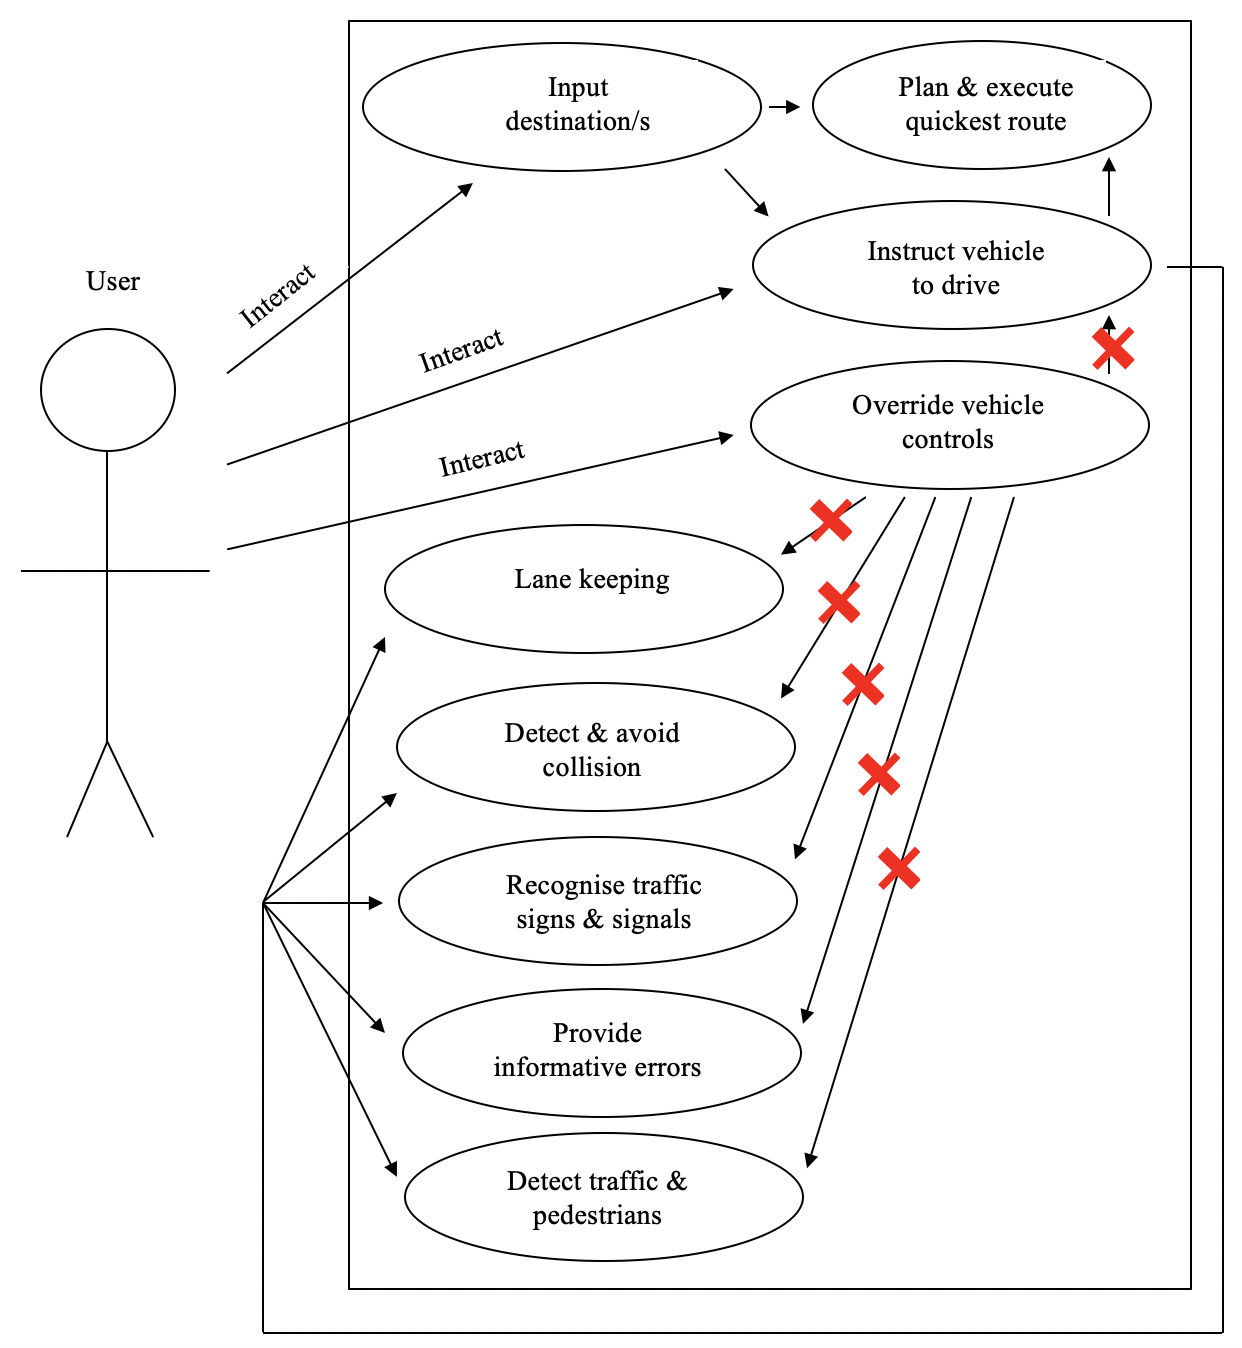 Input
destination/s
Plan & execute
quickest route
User
Interact
Instruct vehicle
to drive
Interact
Override vehicle
controls
Interact
Lane keeping
Detect & avoid
collision
Recognise traffic
signs & signals
Provide
informative errors
Detect traffic &
pedestrians